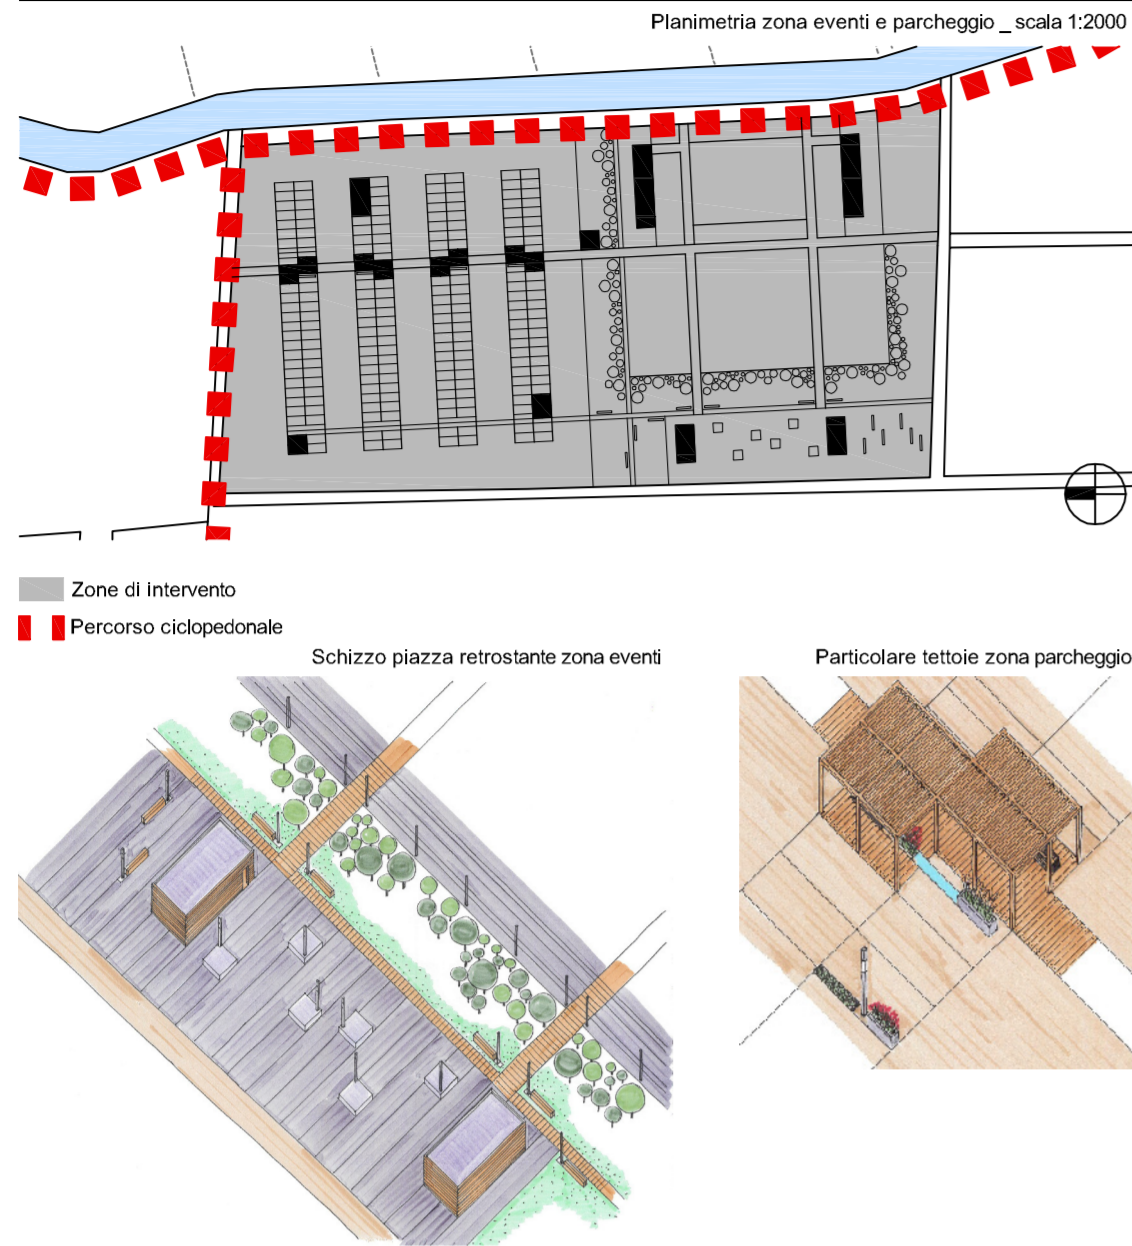 Planimetria zona eventi e parcheggio _ scala 1:2000
Zone di intervento
Percorso ciclopedonale
Schizzo piazza retrostante zona eventi
Particolare tettoie zona parcheggio